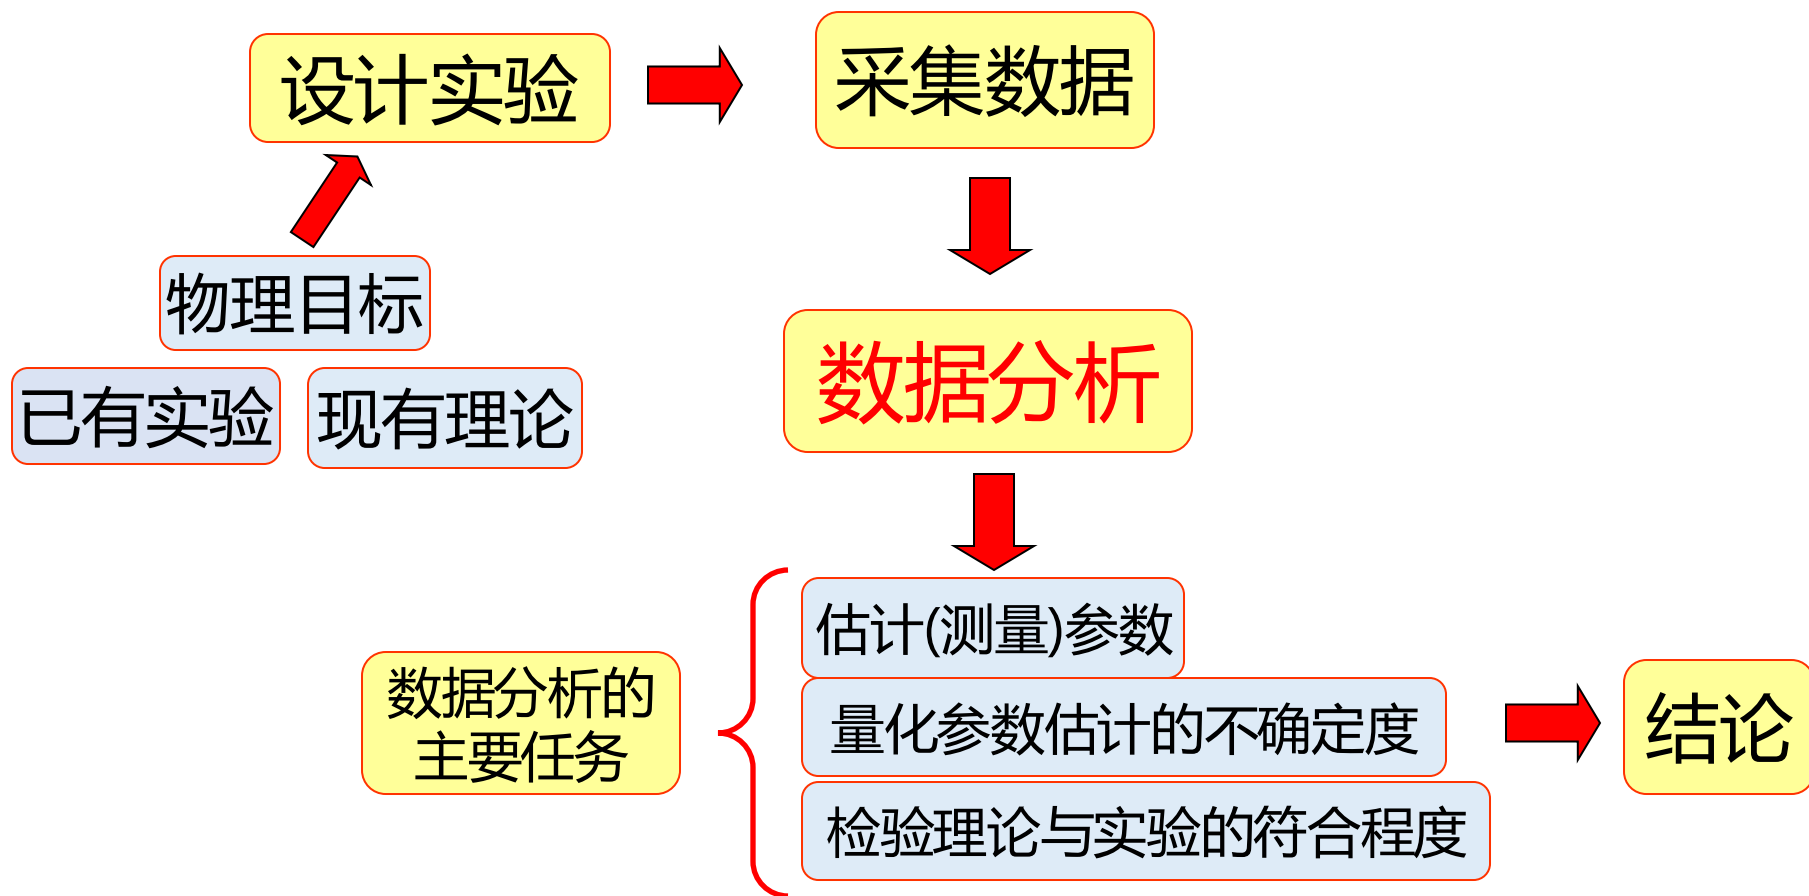 设计实验
采集数据
物理目标
已有实验
现有理论
数据分析
估计(测量)参数
数据分析的
主要任务
量化参数估计的不确定度
结论
检验理论与实验的符合程度